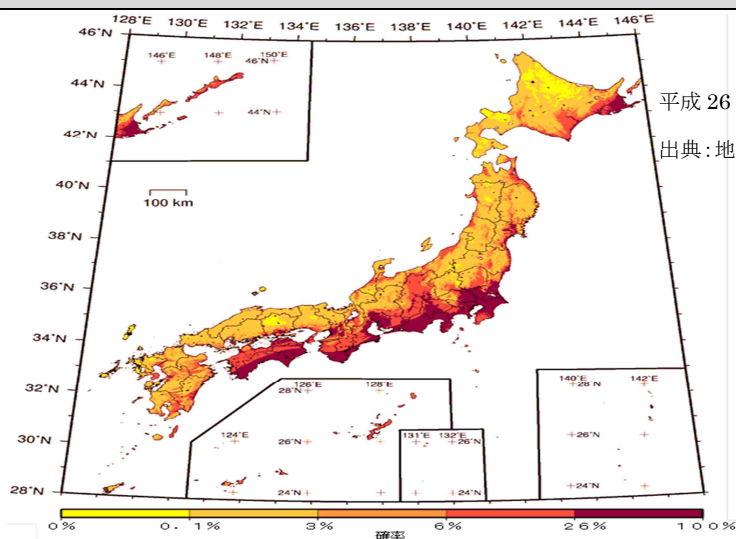 128°E 130°E 132°E 134°E 136°E 138°E 140°E 142°E 144°E 146°E
46°N
146°E 148°E 150°E
46°N
44°N
44°N
42°N
平成 26
出典:地
40°N
100 km
38°N
36°N
34°N
32°N
126°E 128°E
28°N
140°E 142°E
28°N
124°E
131°E 132°E
30°N
26°N
26°N
26°N
28°N
24°N
24°N
24°N
0% 0.1% 3% 6% 26% 100%
確率